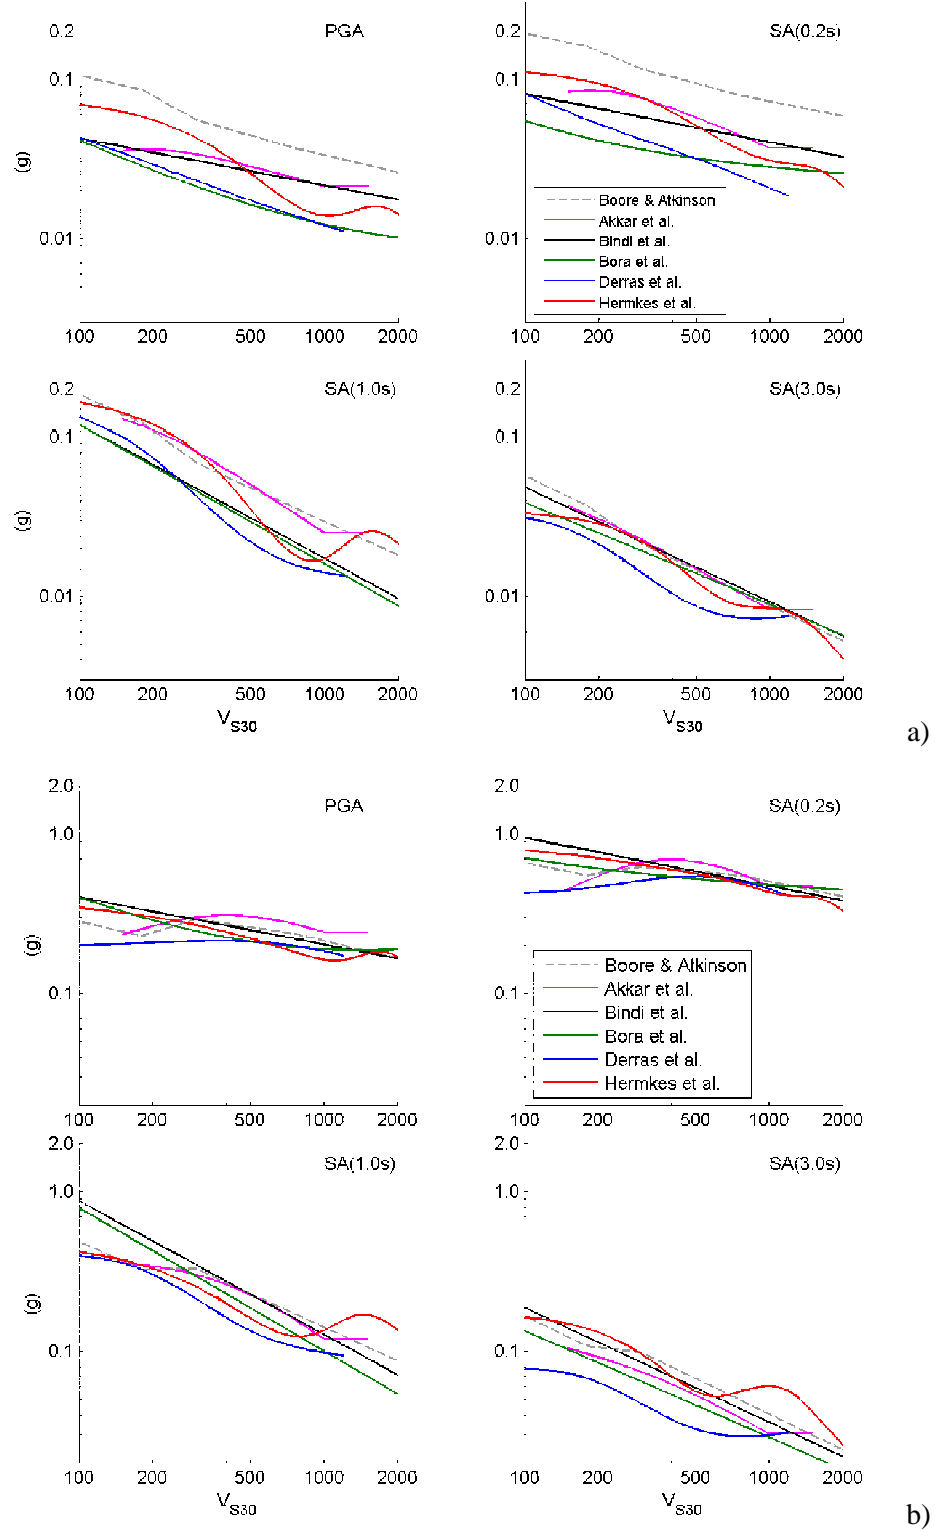 PGA
0.2
0.1
0.01
(g)
100 200 500 1000 2000
SA(0.2s)
0.2
0.1
0.01
Boore & Atkinson
Akkar et al.
Bindi et al.
Bora et al.
Derras et al.
Hermkes et al.
100 200 500 1000 2000
SA(1.0s)
0.2
0.1
0.01
(g)
100 200 500 1000 2000
VS30
SA(3.0s)
0.2
0.1
0.01
100 200 500 1000 2000
VS30
a)
PGA
2.0
1.0
0.1
(g)
100 200 500 1000 2000
SA(0.2s)
2.0
1.0
0.1
Boore & Atkinson
Akkar et al.
Bindi et al.
Bora et al.
Derras et al.
Hermkes et al.
100 200 500 1000 2000
SA(1.0s)
2.0
1.0
0.1
(g)
100 200 500 1000 2000
VS30
SA(3.0s)
2.0
1.0
0.1
100 200 500 1000 2000
VS30
b)